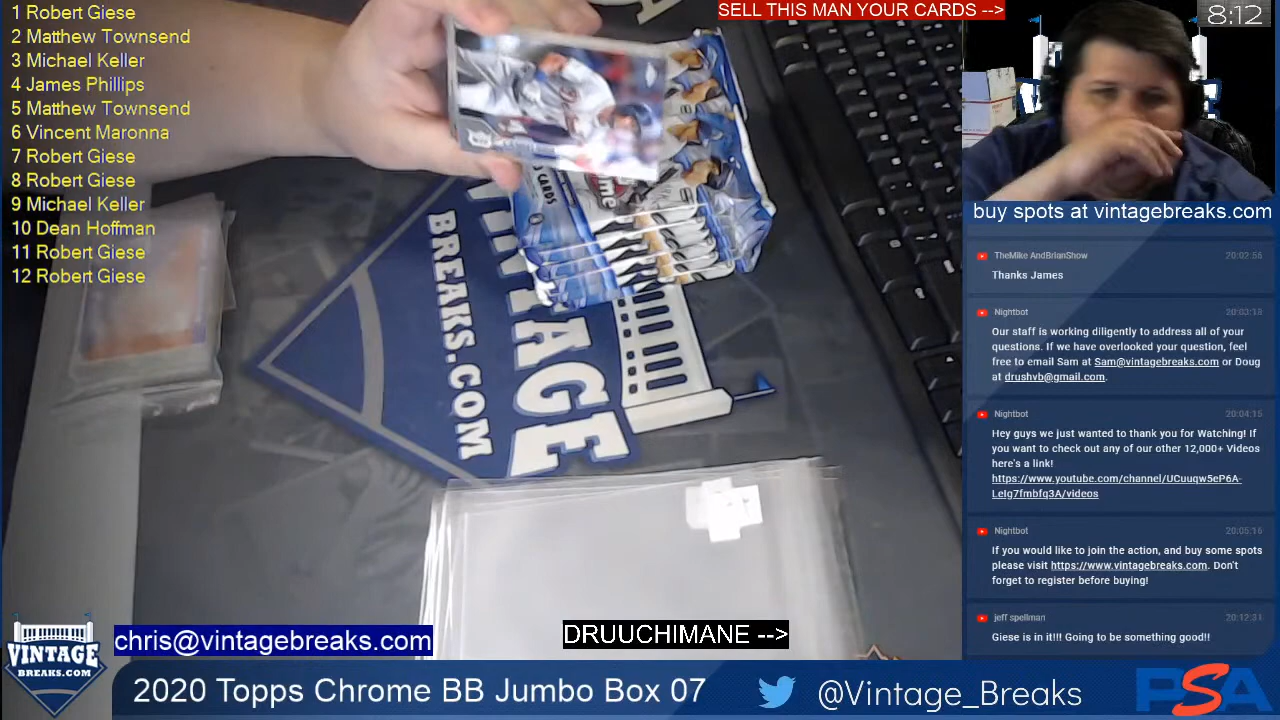 1 Robert Giese
2 Matthew Townsend
3 Michael Keller
4 James Phillips
5 Matthew Townsend
6 Vincent Maronna
7 Robert Giese
8 Robert Giese
9 Michael Keller
10 Dean Hoffman
11 Robert Giese
12 Robert Giese
SELL THIS MAN YOUR CARDS -->
8:12
buy spots at vintagebreaks.com
TheMike AndBrianShow 20:02:56
Thanks James
Nightbot 20:03:18
Our staff is working diligently to address all of your
questions. If we have overlooked your question, feel
free to email Sam at Sam@vintagebreaks.com or Doug
at drushvb@gmail.com.
Nightbot 20:04:15
Hey guys we just wanted to thank you for Watching! If
you want to check out any of our other 12,000+ Videos
here's a link!
https://www.youtube.com/channel/UCuuqw5eP6A-
LeIg7fmbfq3A/videos
Nightbot 20:05:16
If you would like to join the action, and buy some spots
please visit https://www.vintagebreaks.com. Don't
forget to register before buying!
jeff spellman 20:12:31
Giese is in it!!! Going to be something good!!
CARDS
VINTAGE
BREAKS.COM
DRUUCHIMANE -->
chris@vintagebreaks.com
VINTAGE
BREAKS.COM
2020 Topps Chrome BB Jumbo Box 07
@Vintage_Breaks
PSA